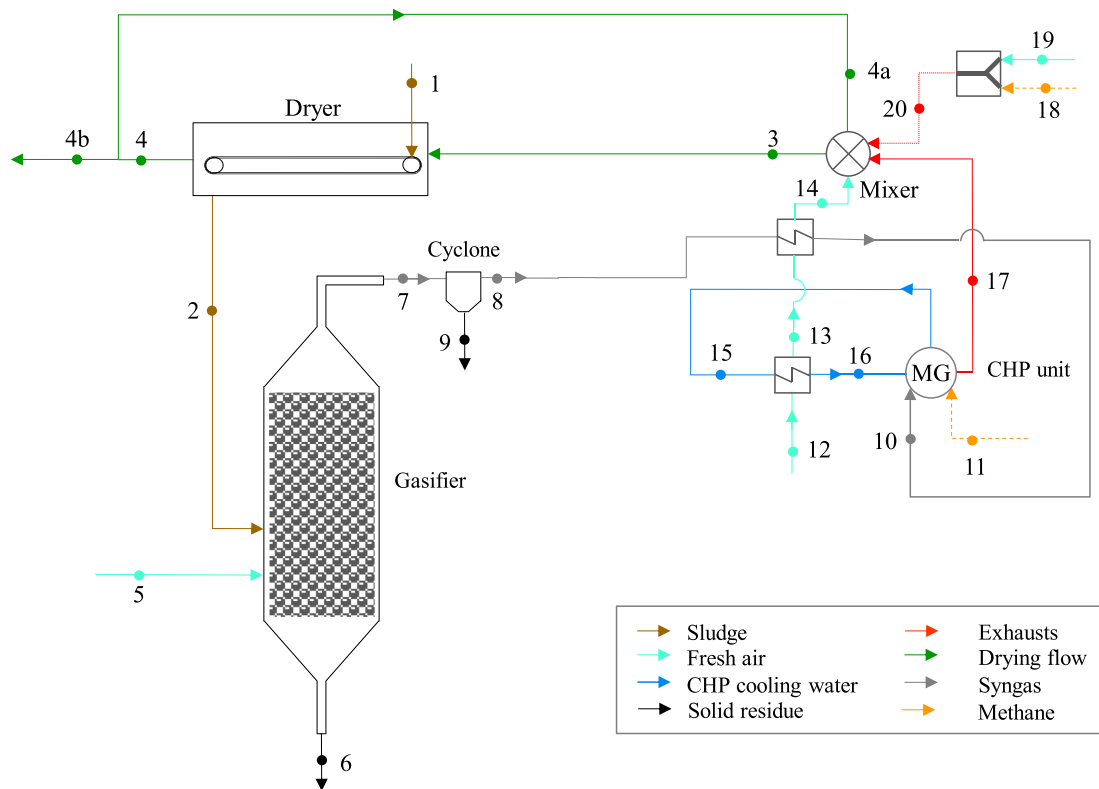 19
4a
1
20
18
Dryer
4b
4
3
14
Mixer
Cyclone
7
8
17
2
13
9
15
16
MG
CHP unit
10
12
11
Gasifier
5
Sludge
Fresh air
CHP cooling water
Solid residue
Exhausts
Drying flow
Syngas
Methane
6